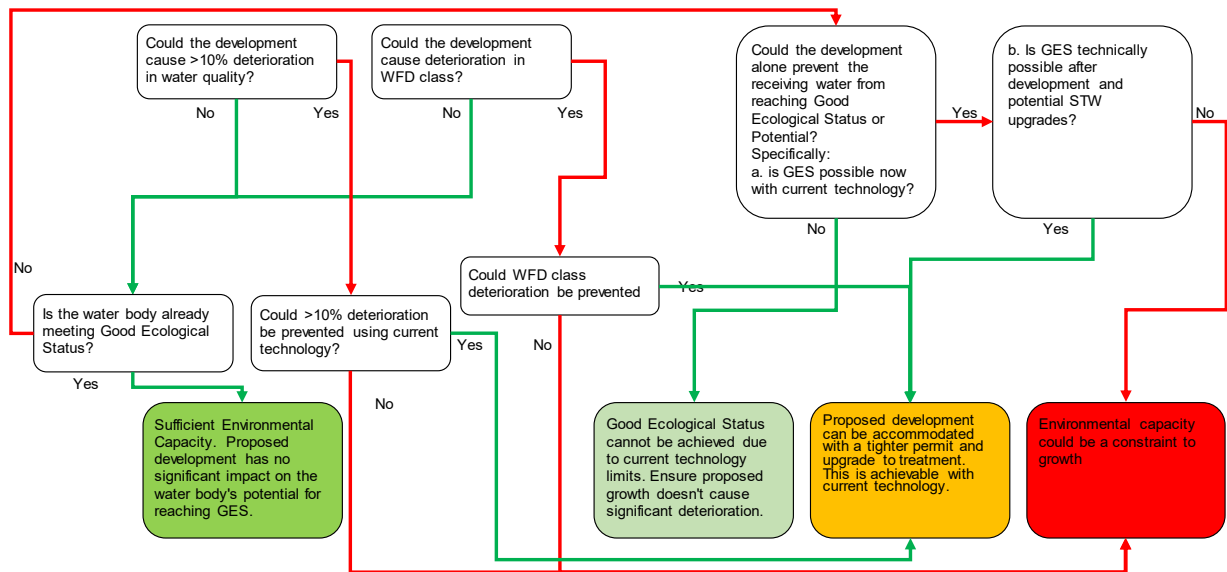 Could the development
cause >10% deterioration
in water quality?
No
Yes
Could the development
cause deterioration in
WFD class?
No
Yes
Could the development
alone prevent the
receiving water from
reaching Good
Ecological Status or
Potential?
Specifically:
a. is GES possible now
with current technology?
Yes
No
b. Is GES technically
possible after
development and
potential STW
upgrades?
No
Yes
No
Is the water body already
meeting Good Ecological
Status?
Yes
Could >10% deterioration
be prevented using current
technology?
Yes
No
Could WFD class
deterioration be prevented
Yes
No
Sufficient Environmental
Capacity. Proposed
development has no
significant impact on the
water body's potential for
reaching GES.
Good Ecological Status
cannot be achieved due
to current technology
limits. Ensure proposed
growth doesn't cause
significant deterioration.
Proposed development
can be accommodated
with a tighter permit and
upgrade to treatment.
This is achievable with
current technology.
Environmental capacity
could be a constraint to
growth